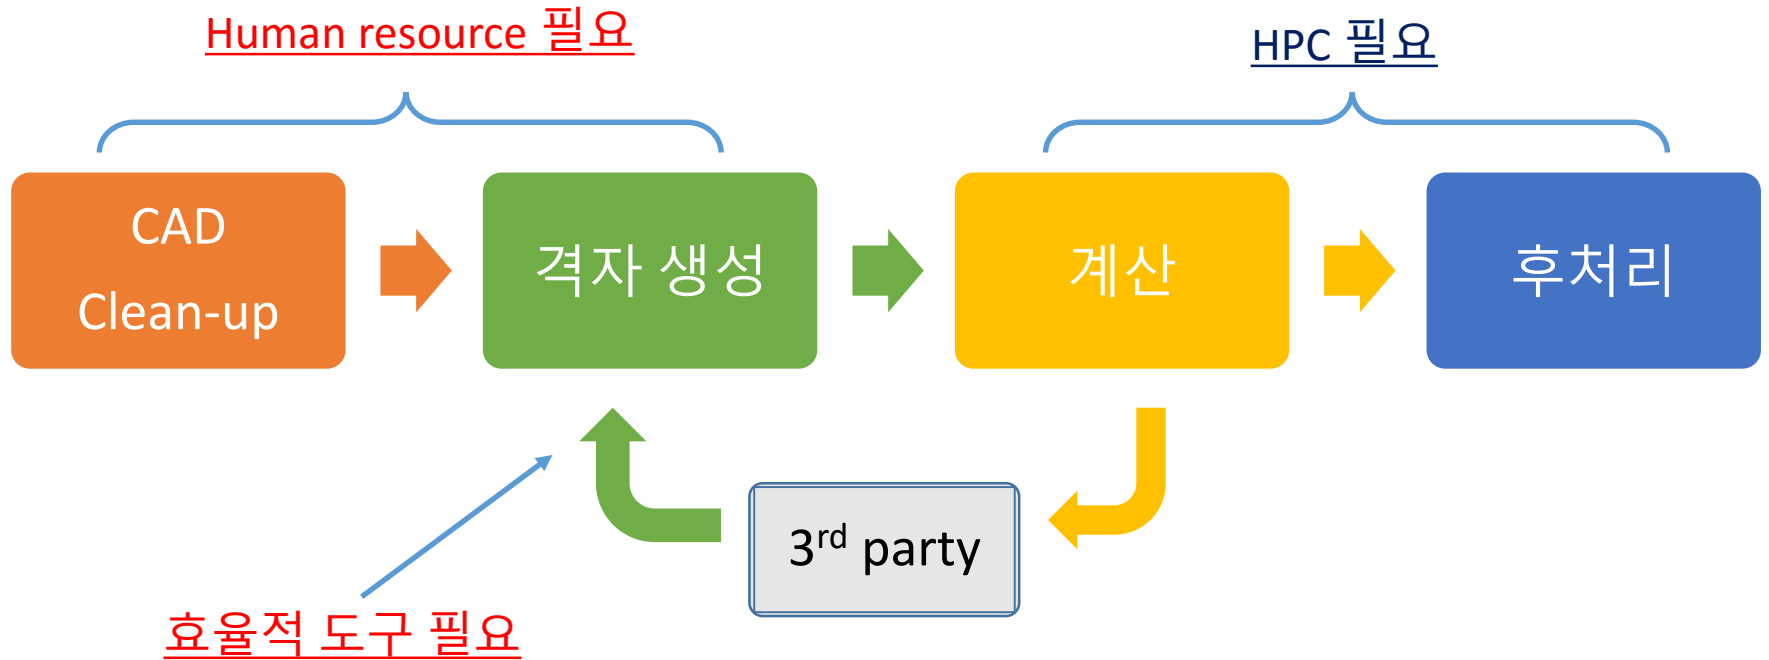 Human resource 필요
HPC 필요
CAD
Clean-up
격자 생성
계산
후처리
3rd party
효율적 도구 필요